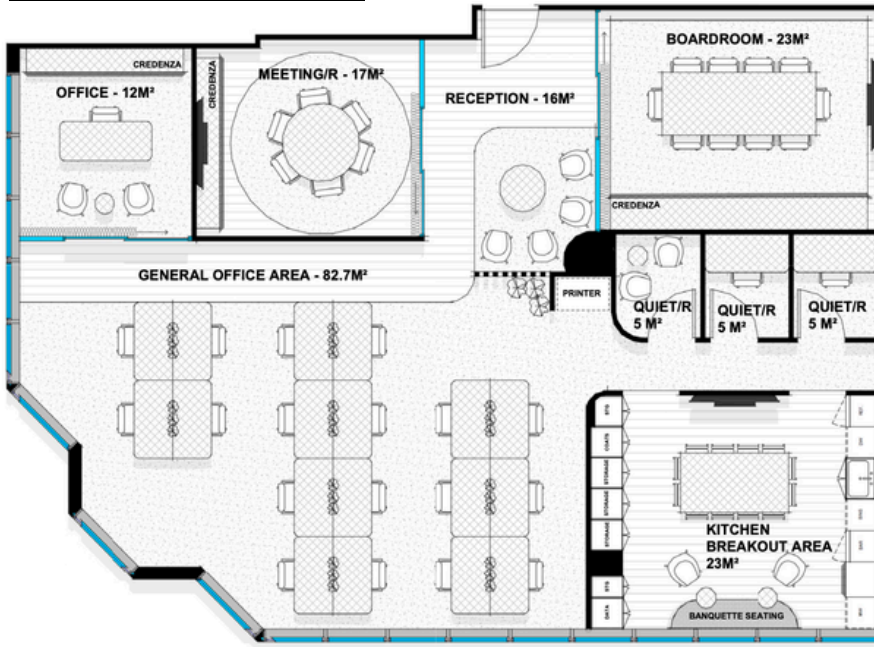 BOARDROOM - 23M²
CREDENZA
OFFICE - 12M²
CREDENZA
MEETING/R - 17M²
RECEPTION - 16M²
CREDENZA
GENERAL OFFICE AREA - 82.7M²
PRINTER
QUIET/R
5 M²
QUIET/R
5 M²
QUIET/R
5 M²
STG
COATS
STORAGE
STORAGE
STORAGE
STG
DATA
KITCHEN
BREAKOUT AREA
23M²
BANQUETTE SEATING